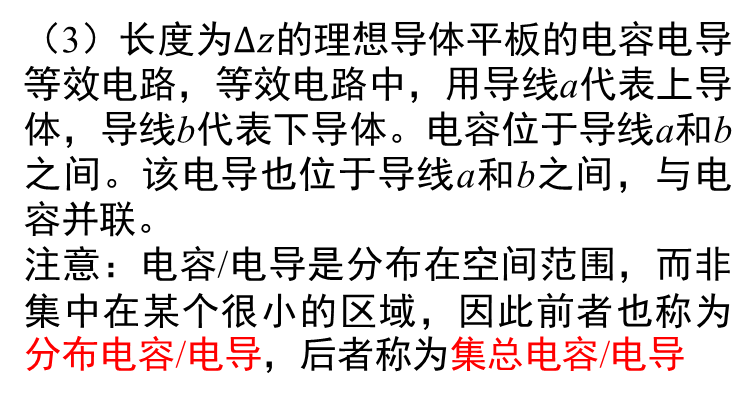 （3）长度为Δz的理想导体平板的电容电导
等效电路，等效电路中，用导线a代表上导
体，导线b代表下导体。电容位于导线a和b
之间。该电导也位于导线a和b之间，与电
容并联。
注意：电容/电导是分布在空间范围，而非
集中在某个很小的区域，因此前者也称为
分布电容/电导，后者称为集总电容/电导